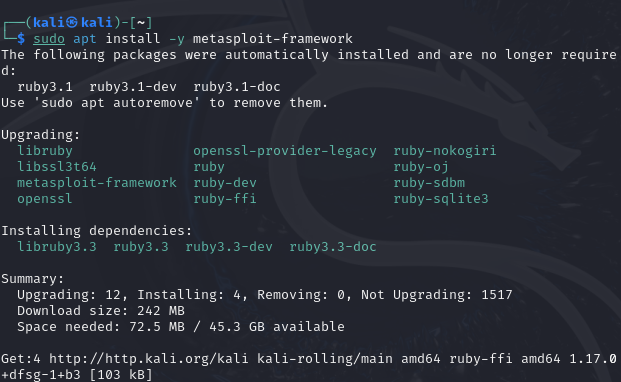 ┌──(kali㉿kali)-[~]
└─$ sudo apt install -y metasploit-framework
The following packages were automatically installed and are no longer require
d:
  ruby3.1  ruby3.1-dev  ruby3.1-doc
Use 'sudo apt autoremove' to remove them.

Upgrading:
  libruby               openssl-provider-legacy  ruby-nokogiri
  libssl3t64            ruby                     ruby-oj
  metasploit-framework  ruby-dev                 ruby-sdbm
  openssl               ruby-ffi                 ruby-sqlite3

Installing dependencies:
  libruby3.3  ruby3.3  ruby3.3-dev  ruby3.3-doc

Summary:
  Upgrading: 12, Installing: 4, Removing: 0, Not Upgrading: 1517
  Download size: 242 MB
  Space needed: 72.5 MB / 45.3 GB available

Get:4 http://http.kali.org/kali kali-rolling/main amd64 ruby-ffi amd64 1.17.0
+dfsg-1+b3 [103 kB]